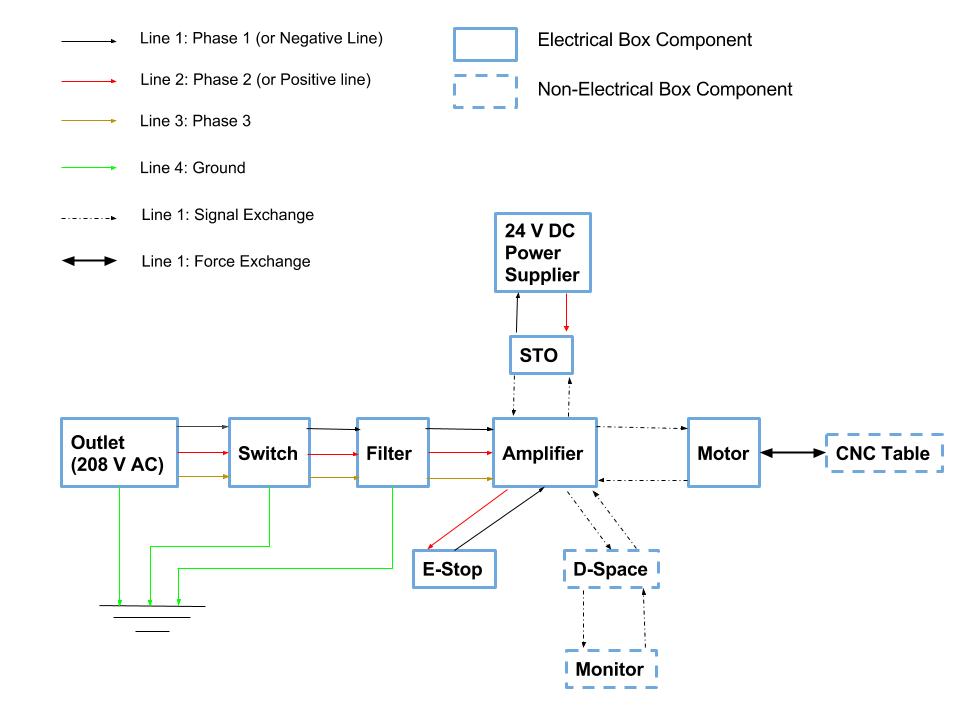 Line 1: Phase 1 (or Negative Line)
Line 2: Phase 2 (or Positive line)
Line 3: Phase 3
Line 4: Ground
Line 1: Signal Exchange
Line 1: Force Exchange
Electrical Box Component
Non-Electrical Box Component
24 V DC
Power
Supplier
STO
Outlet
(208 V AC)
Switch
Filter
Amplifier
Motor
CNC Table
E-Stop
D-Space
Monitor